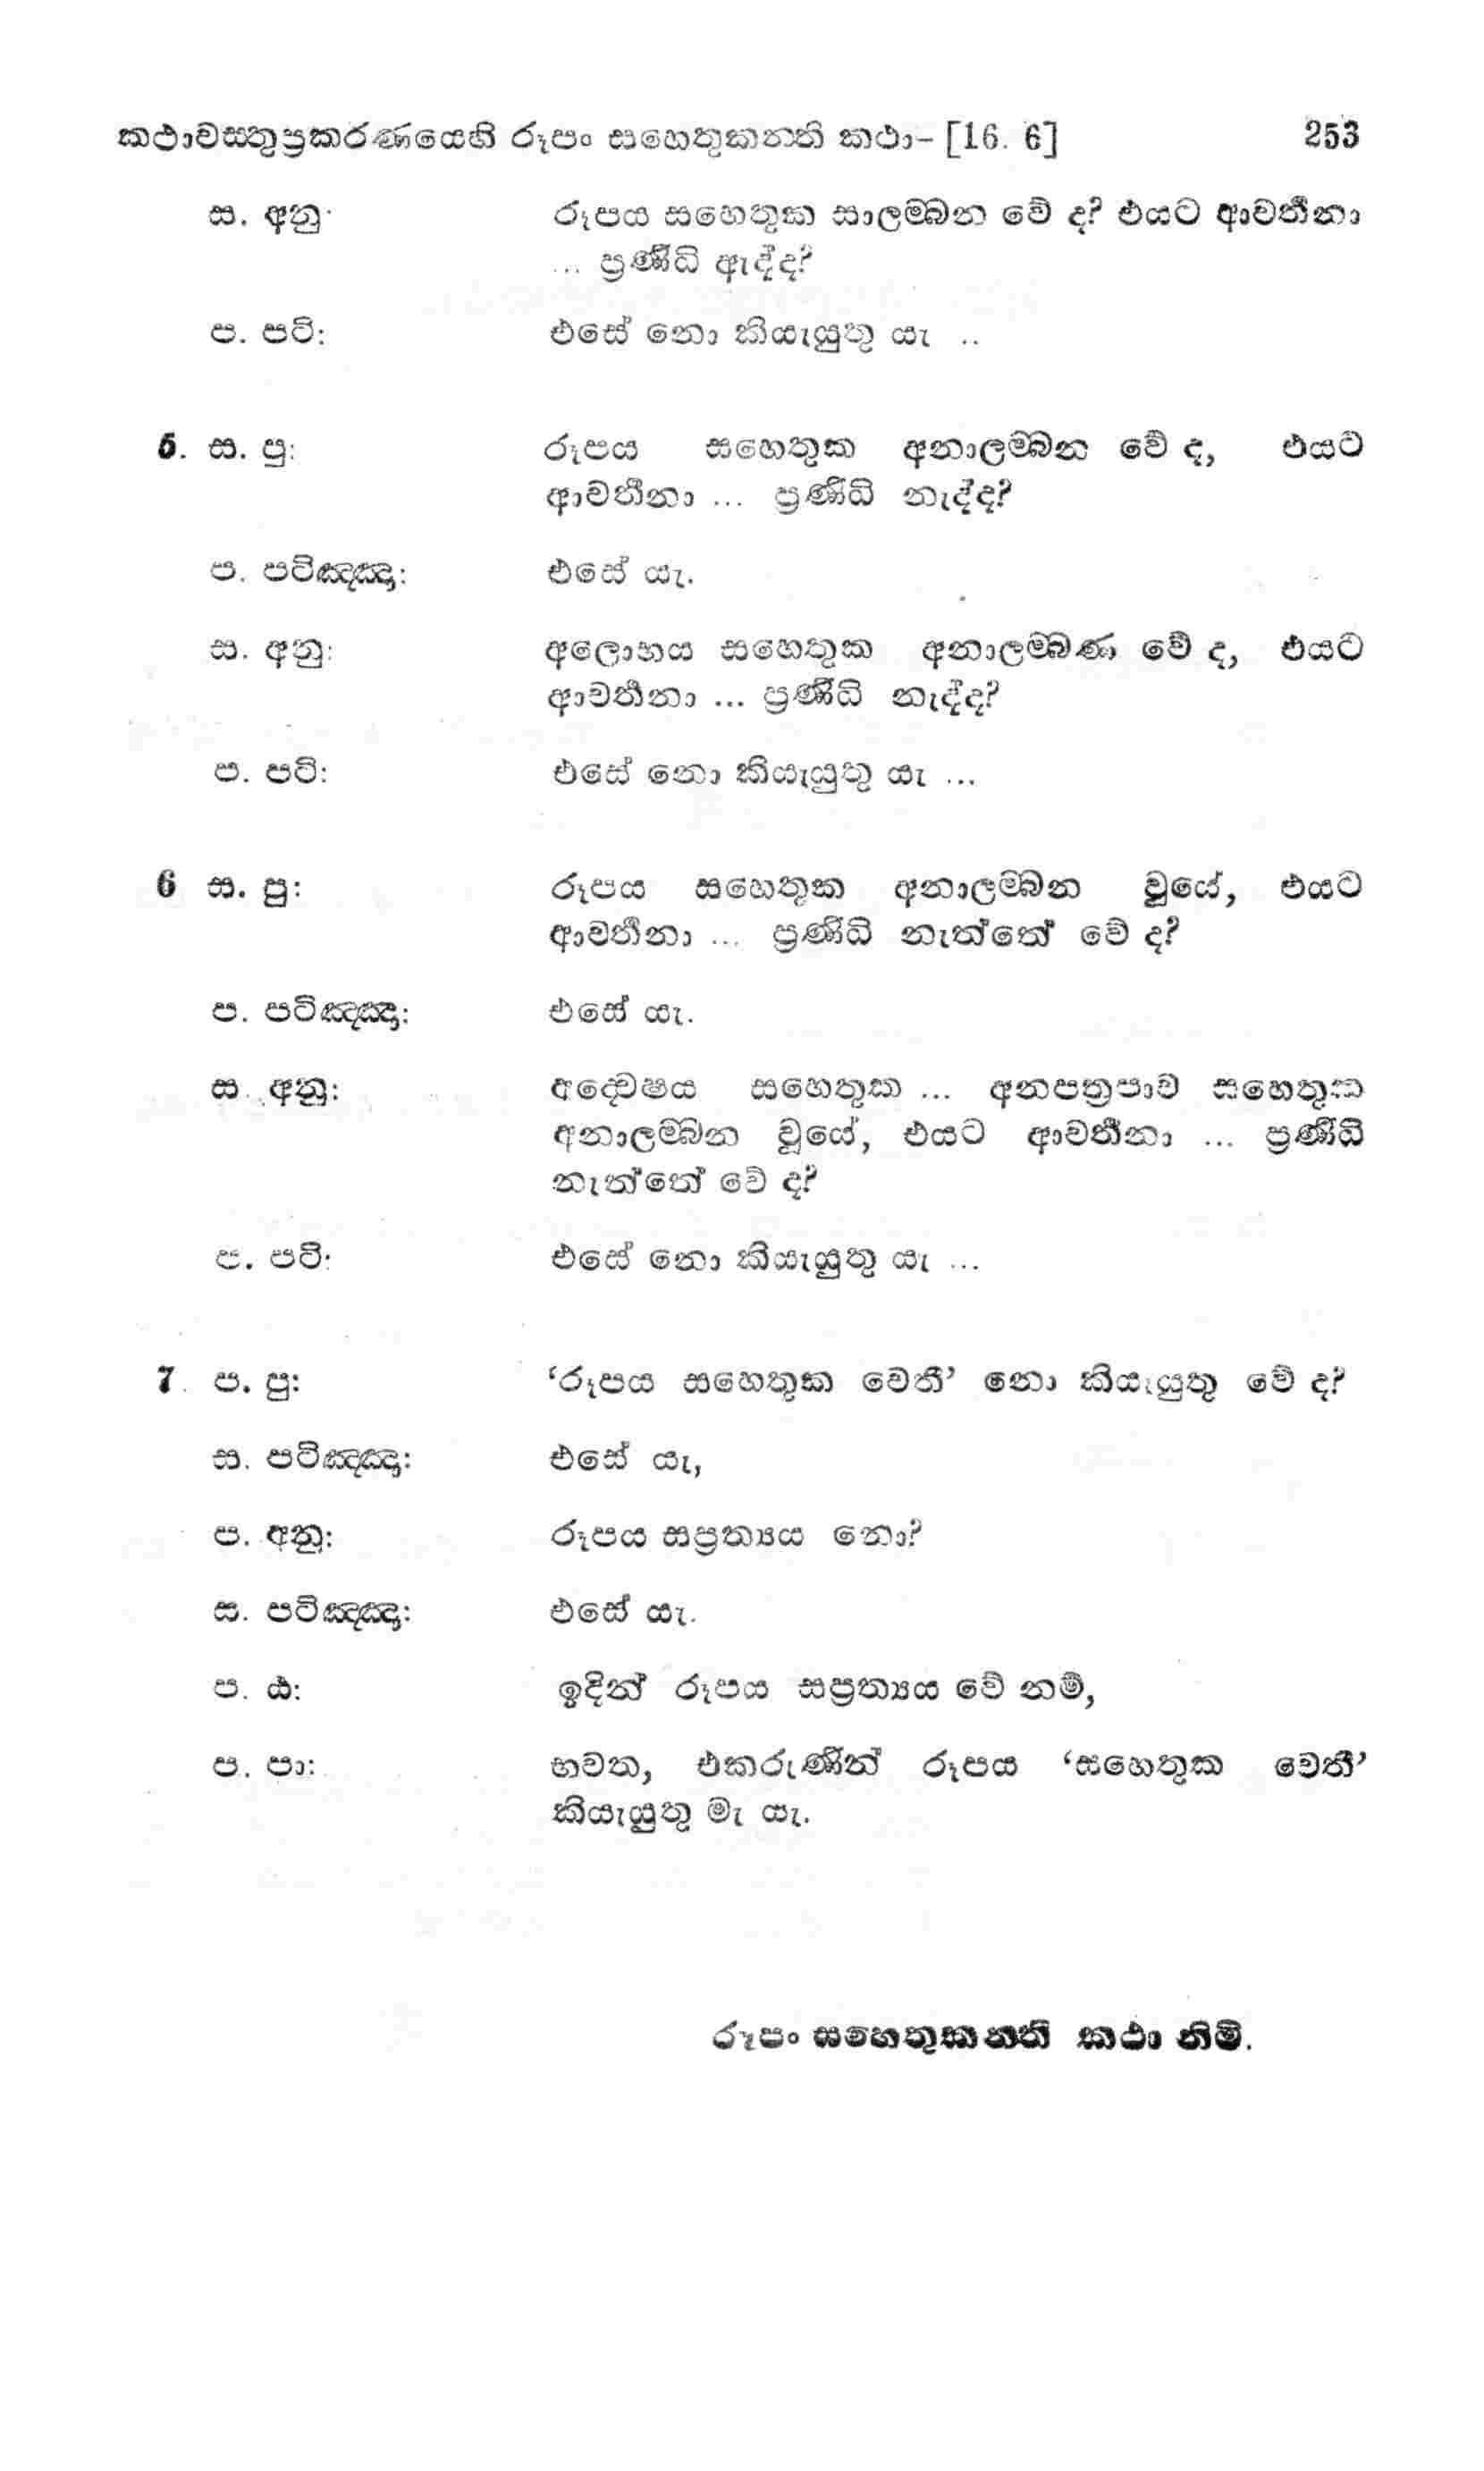 කථාවස්තුප්‍රකරණයෙහි රූපං සහෙතුකන්ති කථා– [16. 6] 253
ස. අනු: රූපය සහෙතුක සාලම්බන වේ ද? එයට ආවර්තනා
... ප්‍රණිධි ඇද්ද?
ප. පටි: එසේ නො කියැයුතු යැ ..
5. ස. පු: රූපය සහෙතුක අනාලම්බන වේ ද, එයට
ආවර්තනා ... ප්‍රණිධි නැද්ද?
ප. පටිඤ්ඤා: එසේ යැ.
ස. අනු: අලොභය සහෙතුක අනාලම්බණ වේ ද, එයට
ආවර්තනා ... ප්‍රණිධි නැද්ද?
ප. පටි: එසේ නො කියැයුතු යැ ...
6 ස. පු: රූපය සහෙතුක අනාලම්බන වූයේ, එයට
ආවර්තනා ... ප්‍රණිධි නැත්තේ වේ ද?
ප. පටිඤ්ඤා: එසේ යැ.
ස. අනු: අද්වෙෂය සහෙතුක ... අනපත්‍රපාව සහෙතුක
අනාලම්බන වූයේ, එයට ආවර්තනා ... ප්‍රණිධි
නැත්තේ වේ ද?
ප. පටි: එසේ නො කියැයුතු යැ ...
7. ප. පු: ‘රූපය සහෙතුක වෙතී’ නො කියැයුතු වේ ද?
ස. පටිඤ්ඤා: එසේ යැ,
ප. අනු: රූපය සප්‍රත්‍යය නො?
ස. පටිඤ්ඤා: එසේ යැ.
ප. ඨ: ඉදින් රූපය සප්‍රත්‍යය වේ නම්,
ප. පා: භවත, එකරුණින් රූපය ‘සහෙතුක වෙතී’
කියැයුතු මැ යැ.
රූපං සහෙතුකන්ති කථා නිමි.